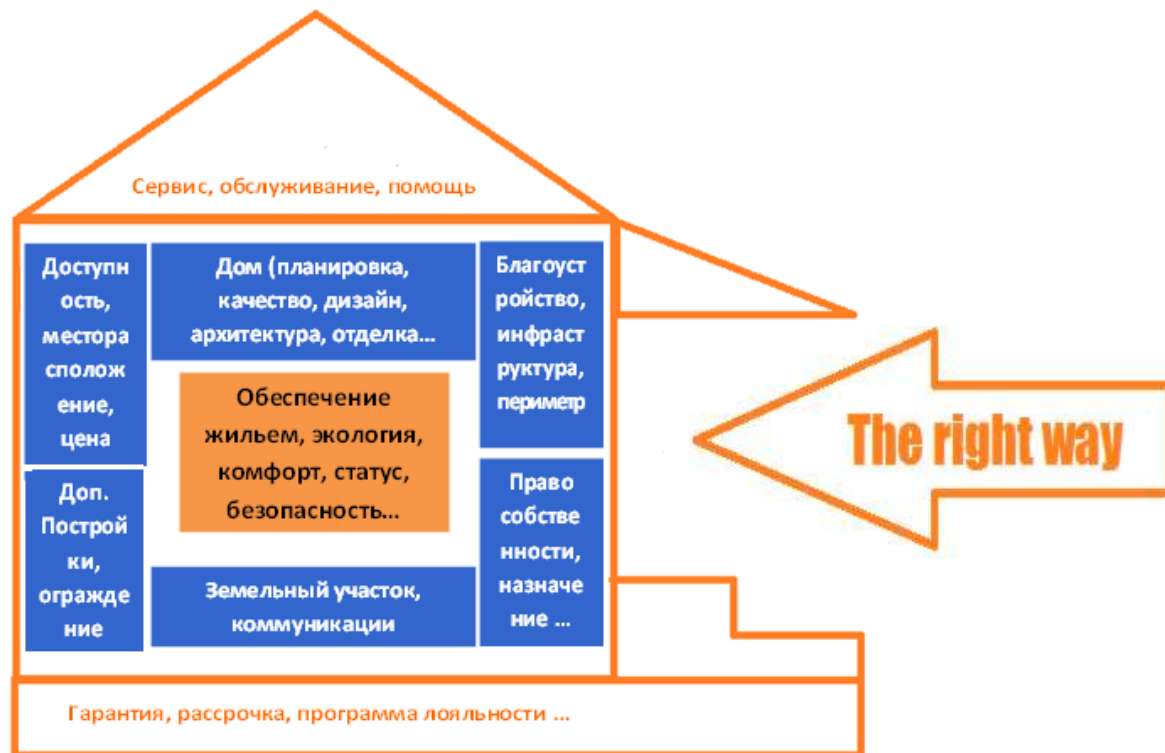 Сервис, обслуживание, помощь
Доступн
ость,
местора
сполож
ение,
цена
Дом (планировка,
качество, дизайн,
архитектура, отделка...
Благоуст
ройство,
инфраст
руктура,
периметр
Обеспечение
жильем, экология,
комфорт, статус,
безопасность...
The right way
Доп.
Построй
ки,
огражде
ние
Земельный участок,
коммуникации
Право
собстве
нности,
назначе
ние ...
Гарантия, рассрочка, программа лояльности ...